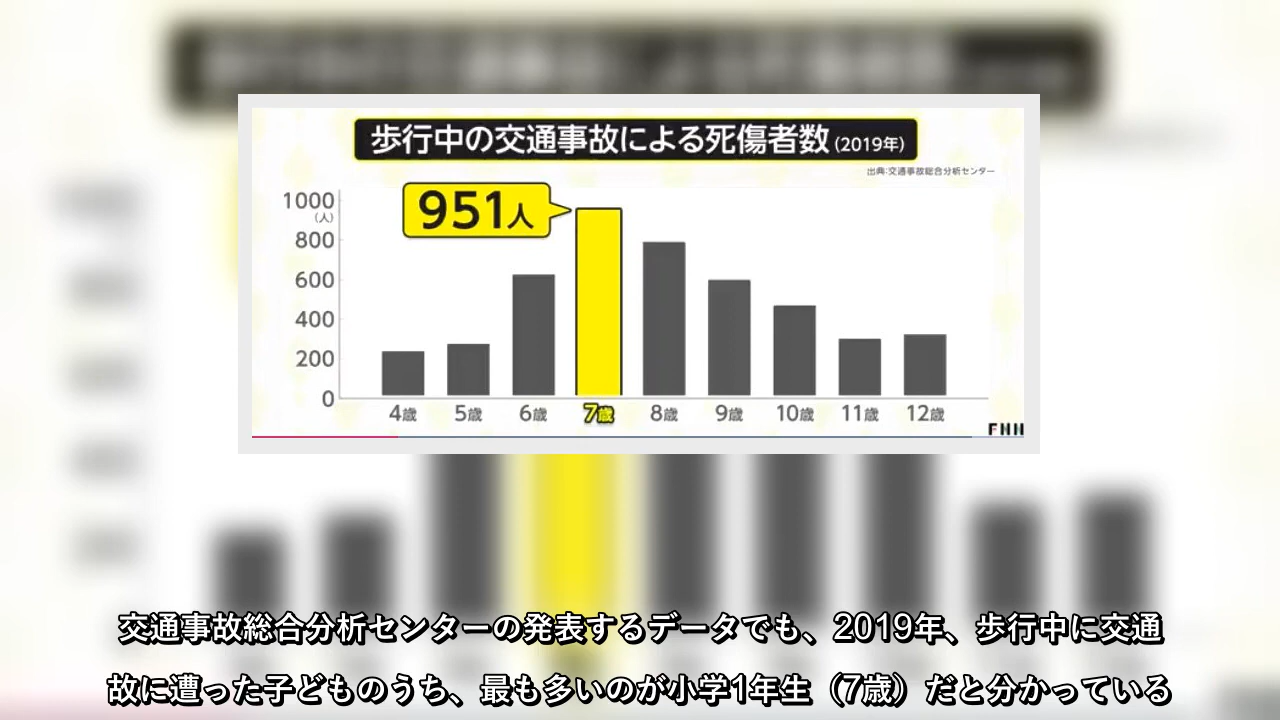 歩行中の交通事故による死傷者数(2019年)
出典:交通事故総合分析センター
1000
(人)
951人
800
600
400
200
0
4歳 5歳 6歳 7歳 8歳 9歳 10歳 11歳 12歳
FNN
交通事故総合分析センターの発表するデータでも、2019年、歩行中に交通
故に遭った子どものうち、最も多いのが小学1年生（7歳）だと分かっている